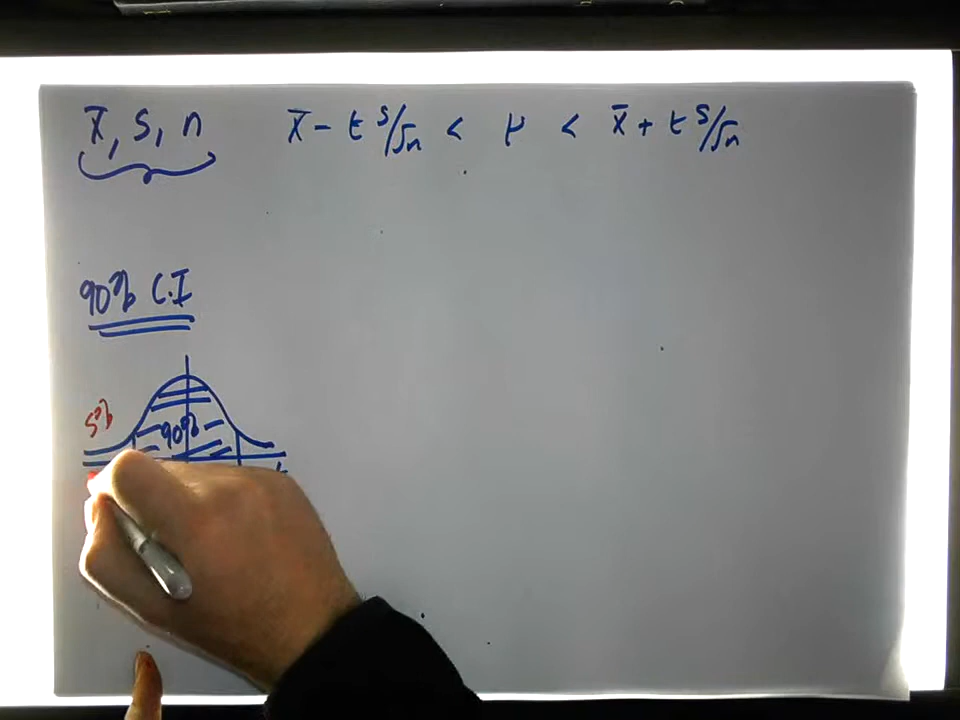 x̄, s, n
x̄ - t s/√n < μ < x̄ + t s/√n
90% C.I
5%
90%